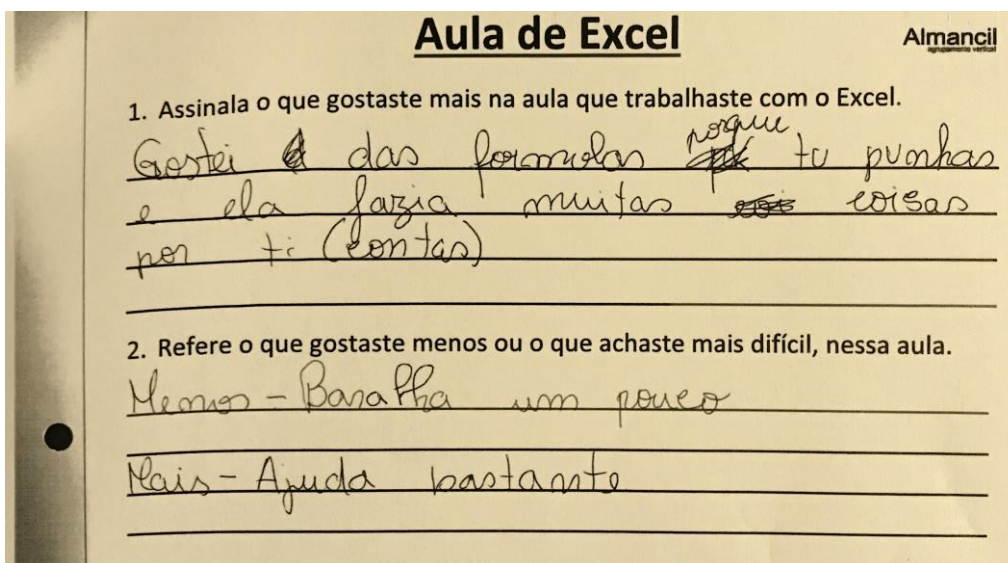 Aula de Excel
Almancil
agrupamento vertical
1. Assinala o que gostaste mais na aula que trabalhaste com o Excel.
Gostei das formulas porque tu punhas
e ela fazia muitas coisas
por ti (contas)
2. Refere o que gostaste menos ou o que achaste mais difícil, nessa aula.
Menos - Baralha um pouco
Mais - Ajuda bastante